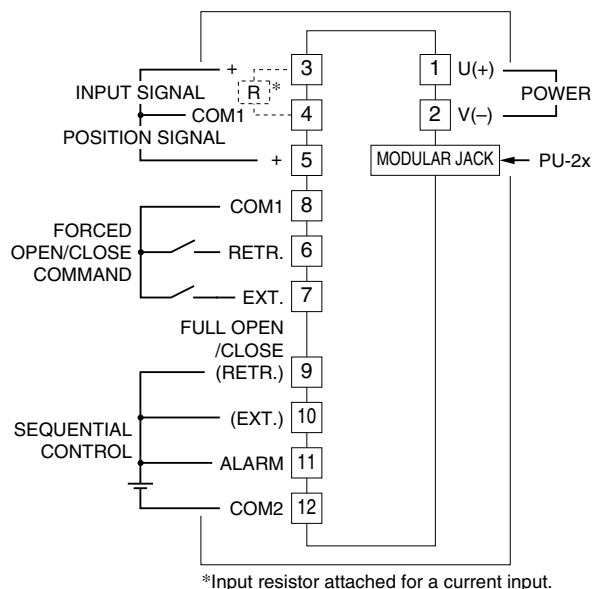 +
R
*
3
INPUT SIGNAL
COM1
4
POSITION SIGNAL
+
5
1
U(+)
POWER
2
V(–)
MODULAR JACK
PU-2x
COM1
8
FORCED
OPEN/CLOSE
COMMAND
RETR.
6
EXT.
7
FULL OPEN
/CLOSE
(RETR.)
9
(EXT.)
10
SEQUENTIAL
CONTROL
ALARM
11
COM2
12
*Input resistor attached for a current input.